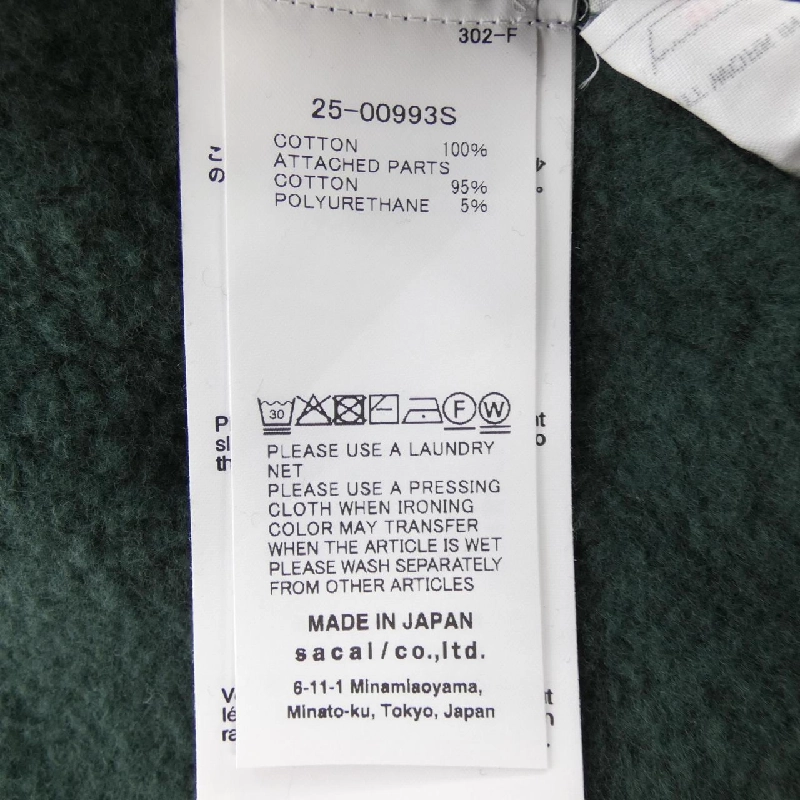 302-F
25-00993S
COTTON 100%
ATTACHED PARTS
COTTON 95%
POLYURETHANE 5%
30 F W
PLEASE USE A LAUNDRY
NET
PLEASE USE A PRESSING
CLOTH WHEN IRONING
COLOR MAY TRANSFER
WHEN THE ARTICLE IS WET
PLEASE WASH SEPARATELY
FROM OTHER ARTICLES
MADE IN JAPAN
sacai/co.,ltd.
6-11-1 Minamiaoyama,
Minato-ku, Tokyo, Japan